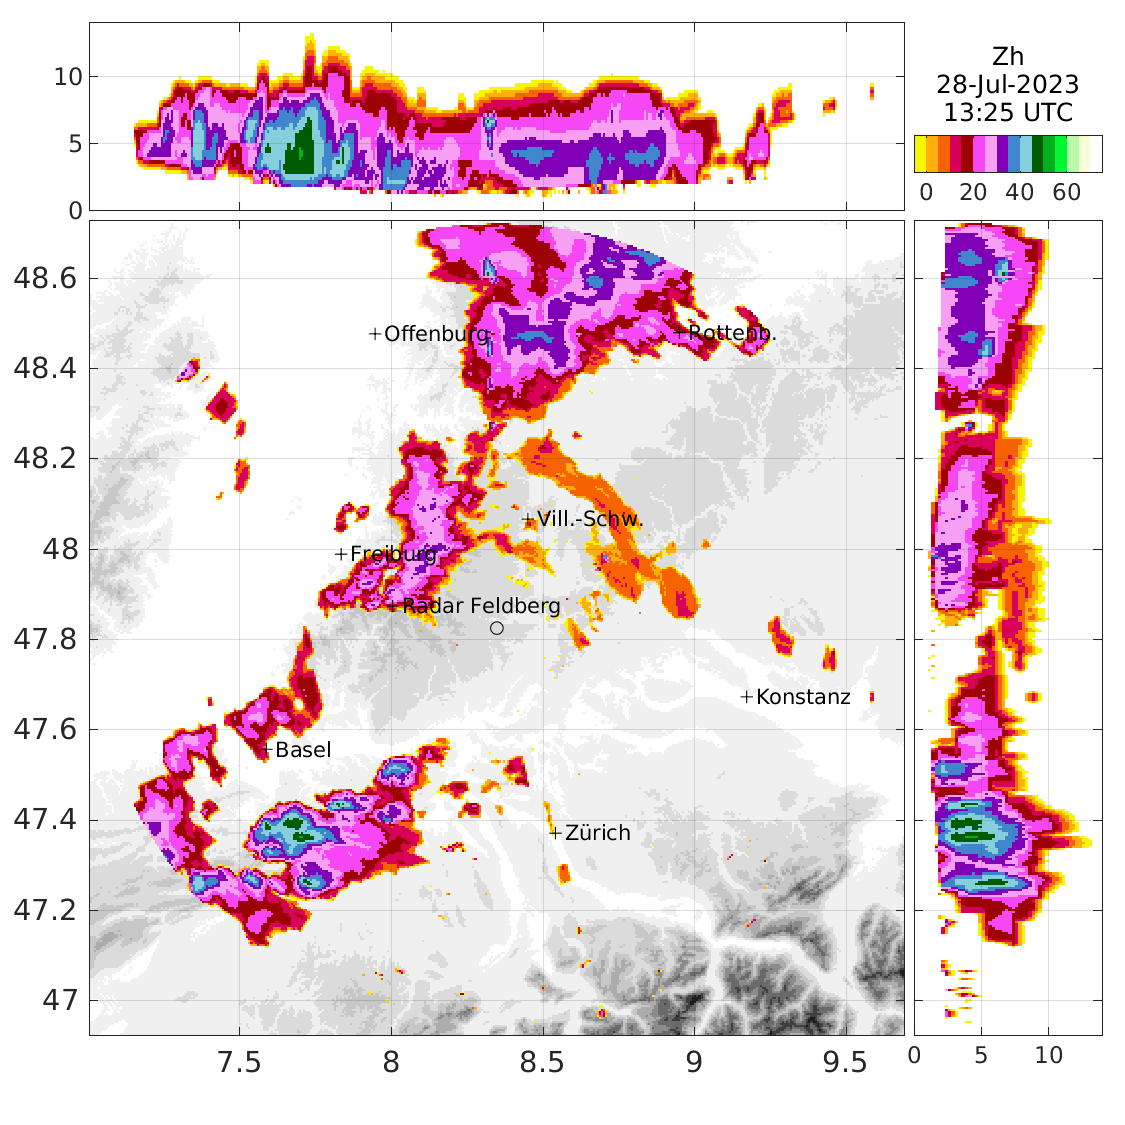 10
5
0
Zh
28-Jul-2023
13:25 UTC
0 20 40 60
48.6
48.4
48.2
48
47.8
47.6
47.4
47.2
47
+Offenburg
+Rottenb.
+Vill.-Schw.
+Freiburg
+Radar Feldberg
+Konstanz
+Basel
+Zürich
7.5 8 8.5 9 9.5
0 5 10